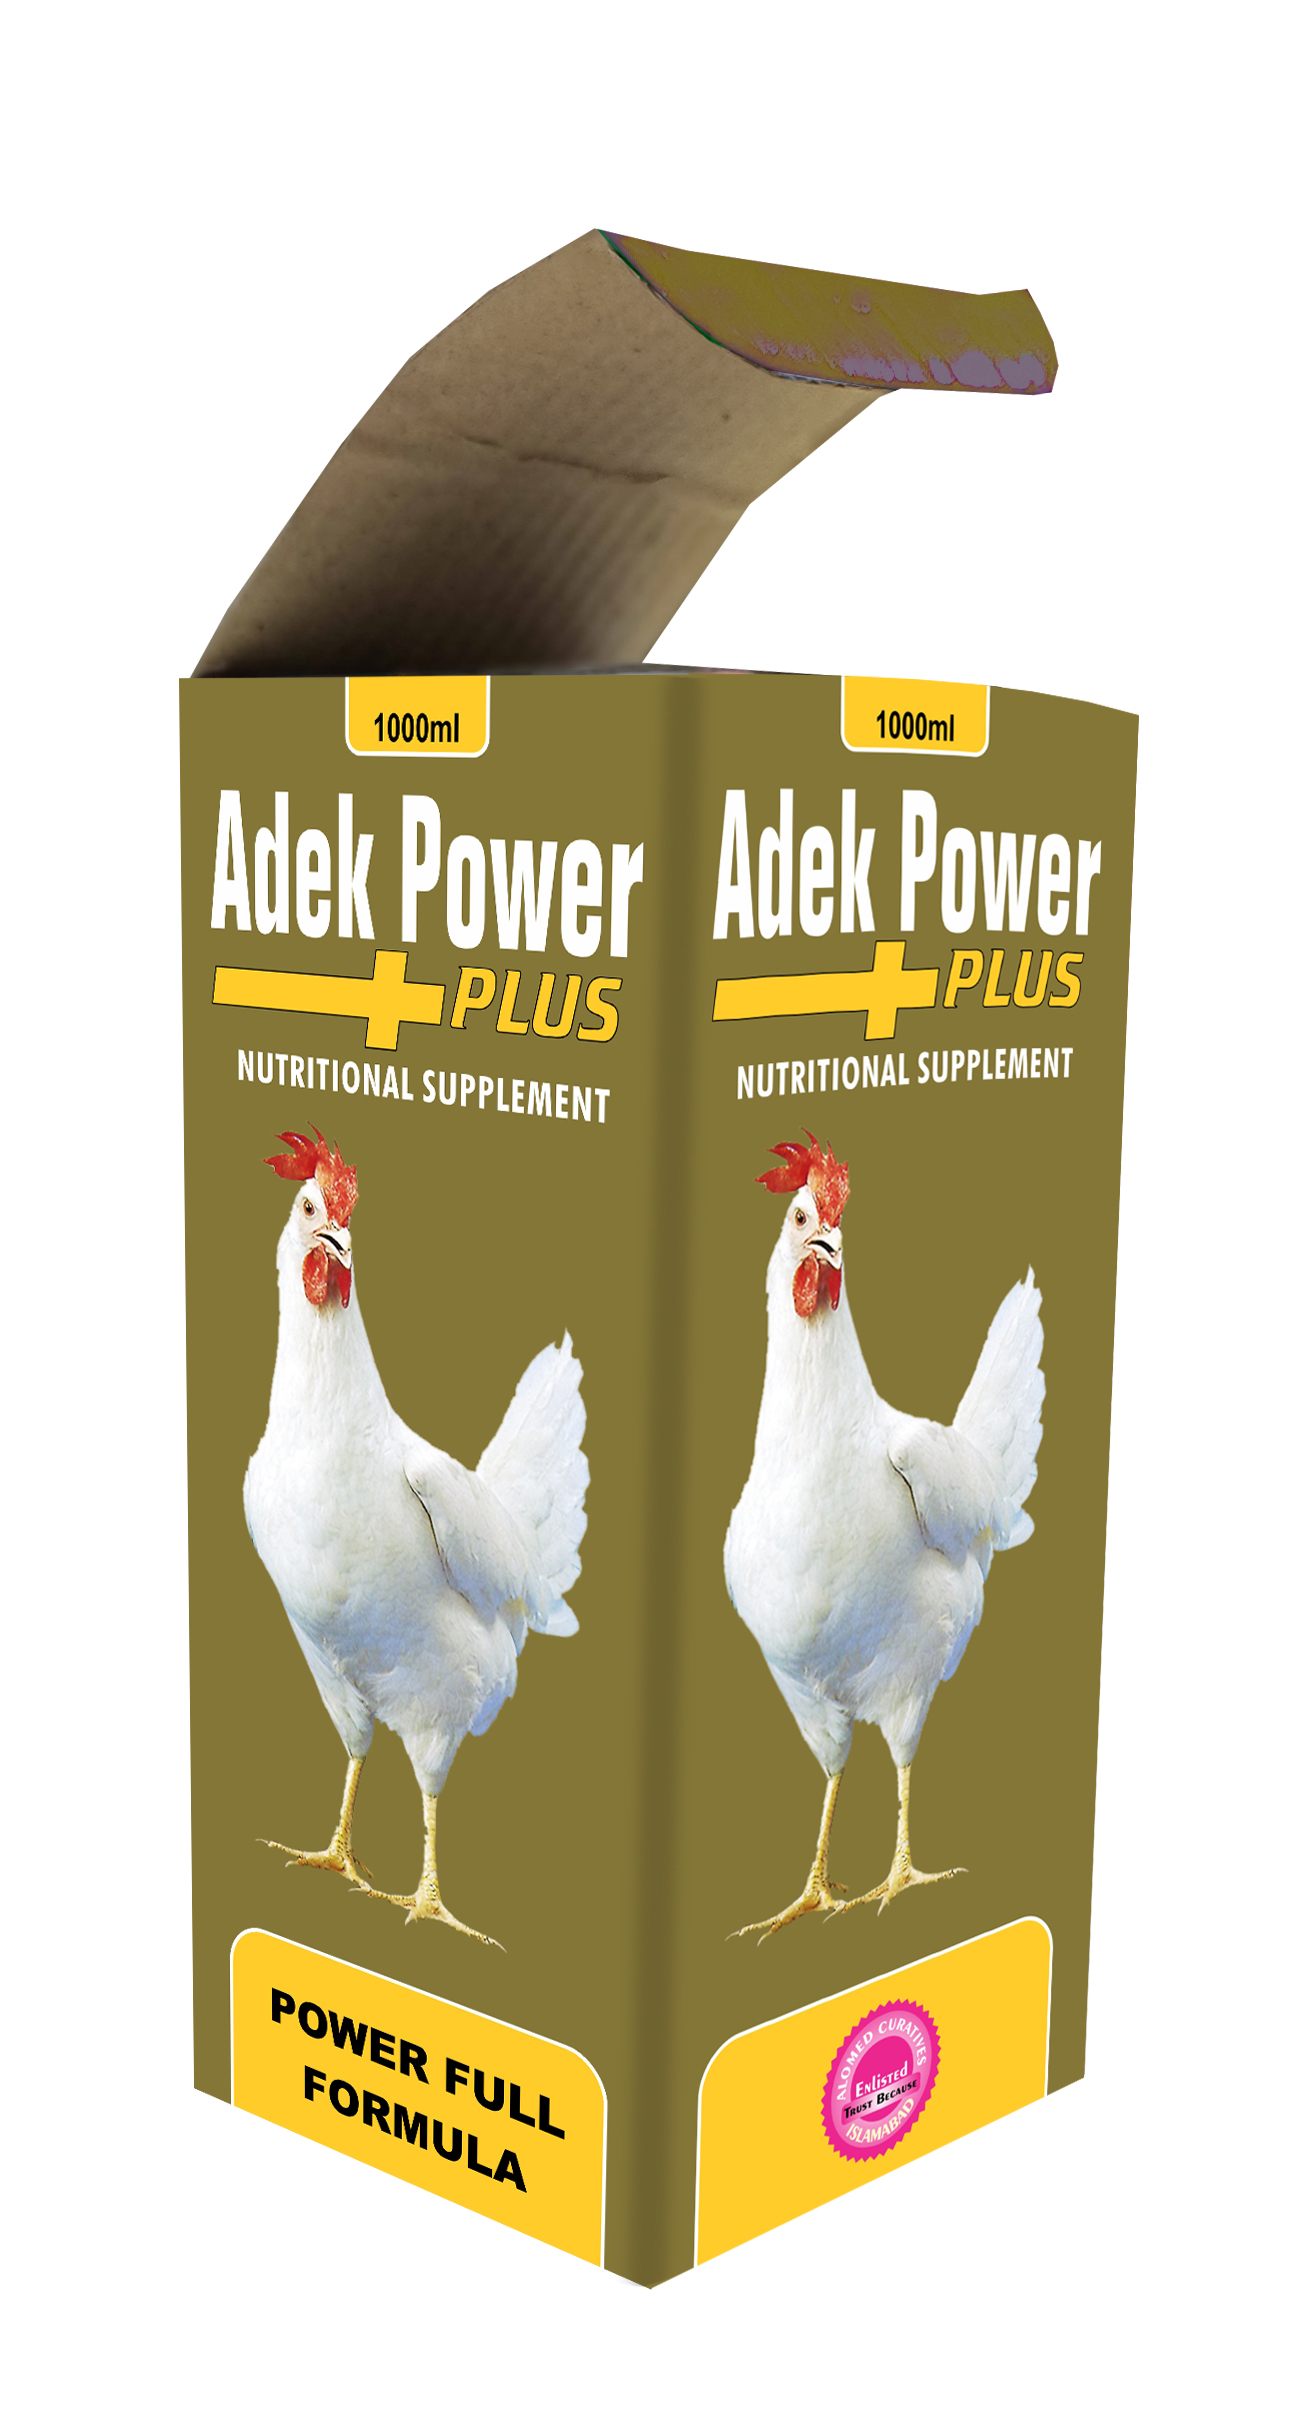 1000ml
Adek Power
PLUS
NUTRITIONAL SUPPLEMENT
POWER FULL
FORMULA
1000ml
Adek Power
PLUS
NUTRITIONAL SUPPLEMENT
ALOMED CURATIVES
Enlisted
Trust Because
ISLAMABAD